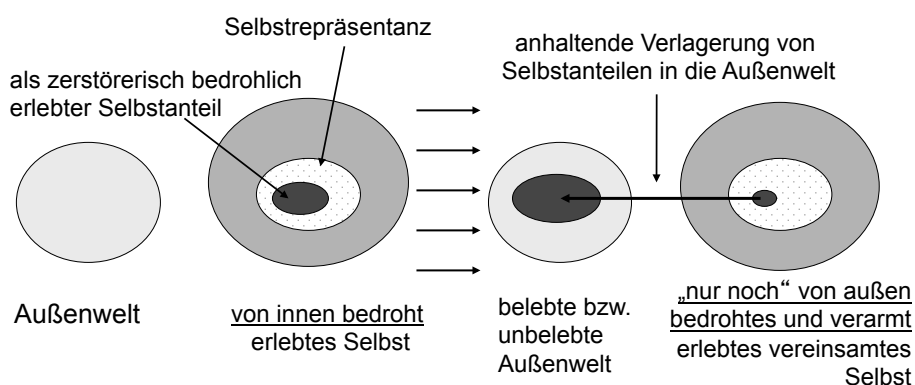 Selbstrepräsentanz
als zerstörerisch bedrohlich
erlebter Selbstanteil
anhaltende Verlagerung von
Selbstanteilen in die Außenwelt
Außenwelt
von innen bedroht
erlebtes Selbst
belebte bzw.
unbelebte
Außenwelt
„nur noch“ von außen
bedrohtes und verarmt
erlebtes vereinsamtes
Selbst